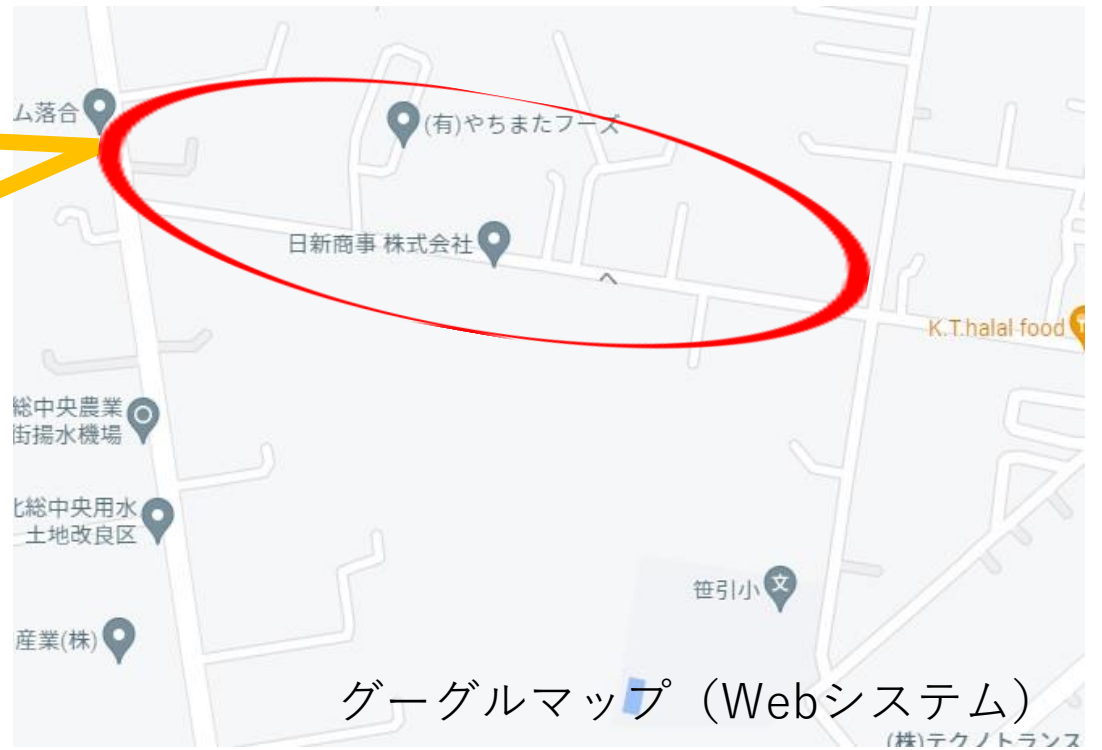 ム落合
(有)やちまたフーズ
日新商事 株式会社
K.T.halal food
総中央農業
街揚水機場
北総中央用水
土地改良区
笹引小
文
産業(株)
グーグルマップ（Webシステム）
(株)テクノトランス